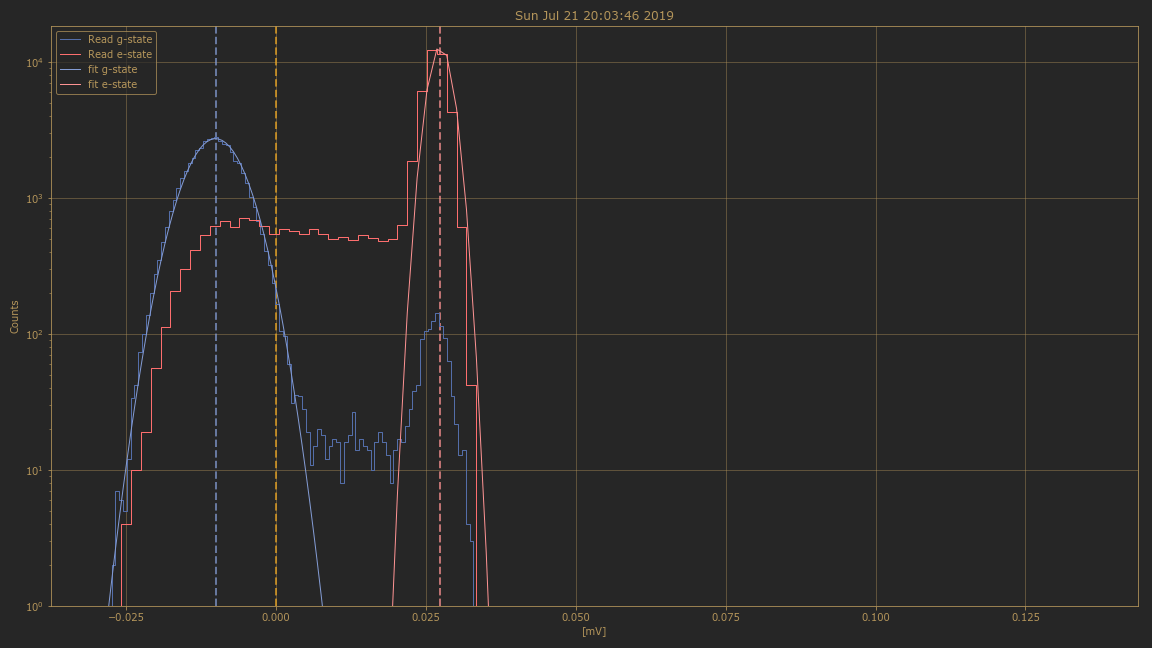 Sun Jul 21 20:03:46 2019
Read g-state
Read e-state
fit g-state
fit e-state
Counts
10⁴
10³
10²
10¹
10⁰
−0.025 0.000 0.025 0.050 0.075 0.100 0.125
[mV]